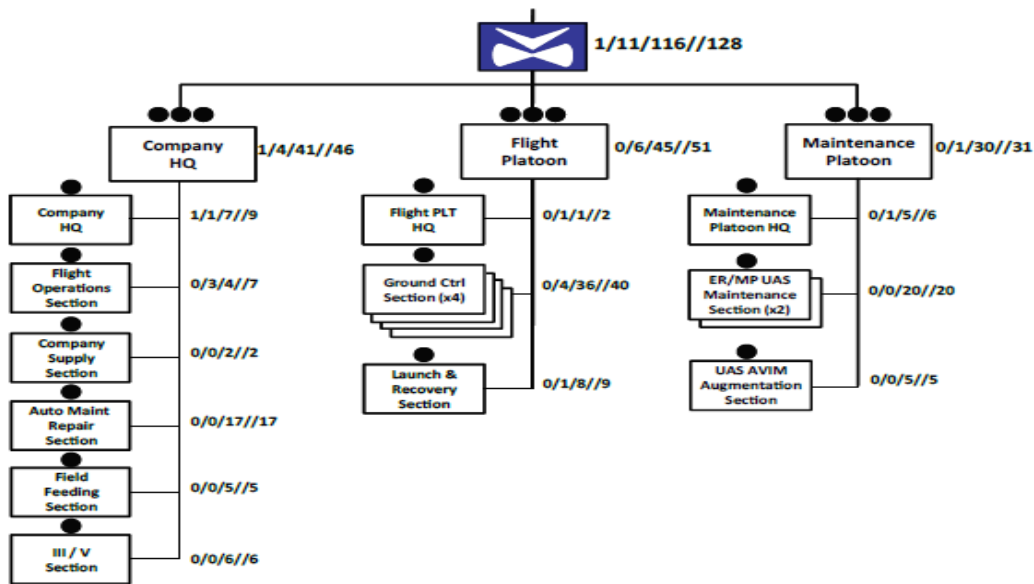 1/11/116//128
Company
HQ
1/4/41//46
Flight
Platoon
0/6/45//51
Maintenance
Platoon
0/1/30//31
Company
HQ
1/1/7//9
Flight
Operations
Section
0/3/4//7
Company
Supply
Section
0/0/2//2
Auto Maint
Repair
Section
0/0/17//17
Field
Feeding
Section
0/0/5//5
III / V
Section
0/0/6//6
Flight PLT
HQ
0/1/1//2
Ground Ctrl
Section (x4)
0/4/36//40
Launch &
Recovery
Section
0/1/8//9
Maintenance
Platoon HQ
0/1/5//6
ER/MP UAS
Maintenance
Section (x2)
0/0/20//20
UAS AVIM
Augmentation
Section
0/0/5//5